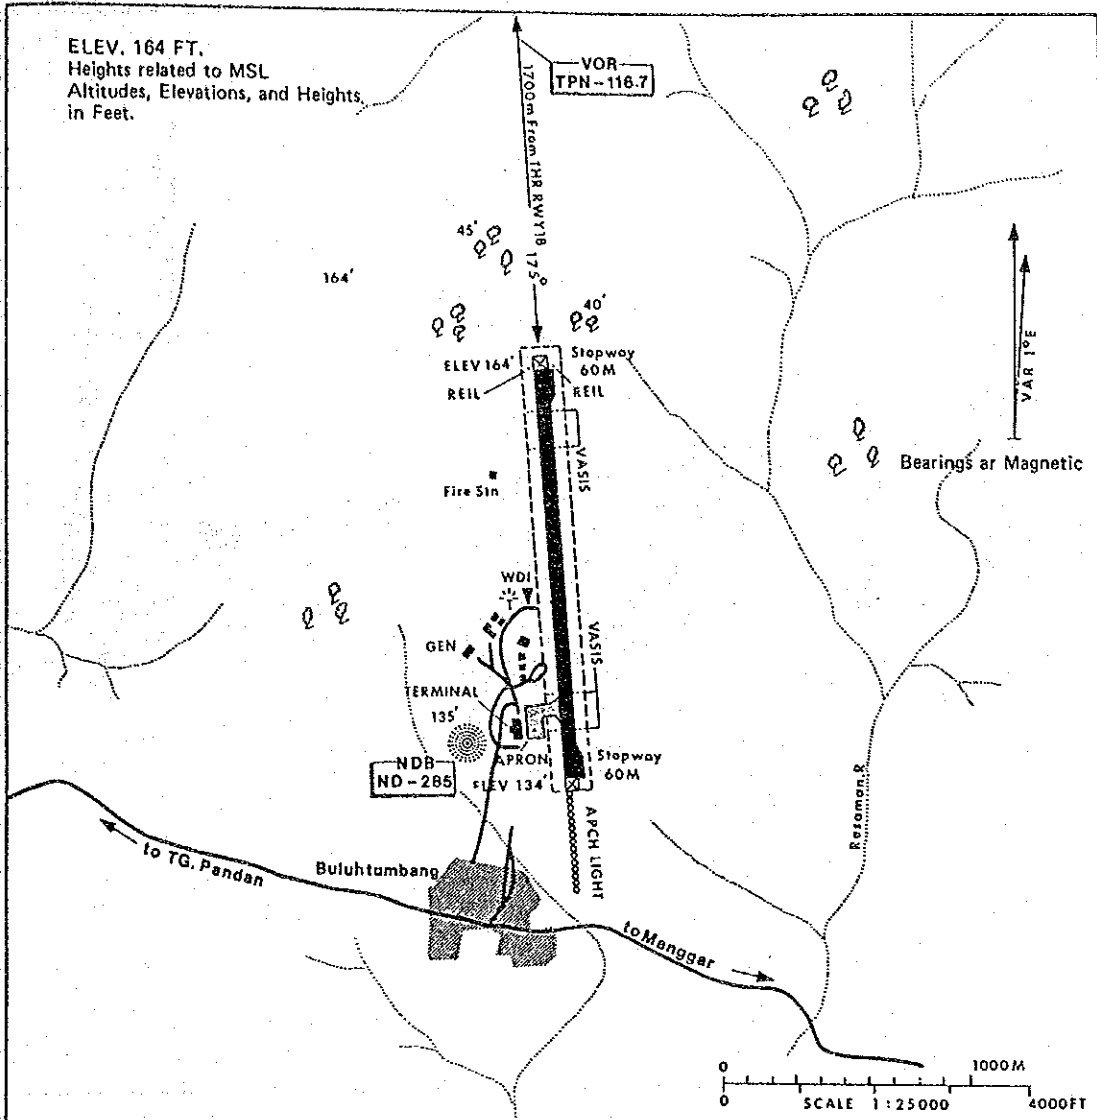 ELEV. 164 FT.
Heights related to MSL
Altitudes, Elevations, and Heights,
in Feet.
VOR
TPN-116.7
1700m From THR RWY18 175°
45'
164'
40'
ELEV 164'
Stopway
60M
REIL
REIL
VAR 1°E
Bearings ar Magnetic
VASIS
Fire Stn
WDI
VASIS
GEN
TERMINAL
135'
NDB
ND-285
APRON
ELEV 134'
Stopway
60M
APCH LIGHT
Rasaman.R
to TG. Pandan
Buluhtumbang
to Manggar
0 1000M
0 SCALE 1:25000 4000FT